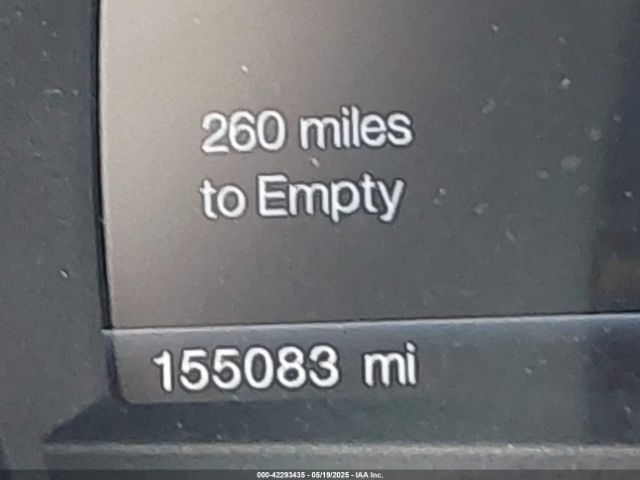 260 miles
to Empty
155083 mi
000-42293435 - 05/19/2025 - IAA Inc.